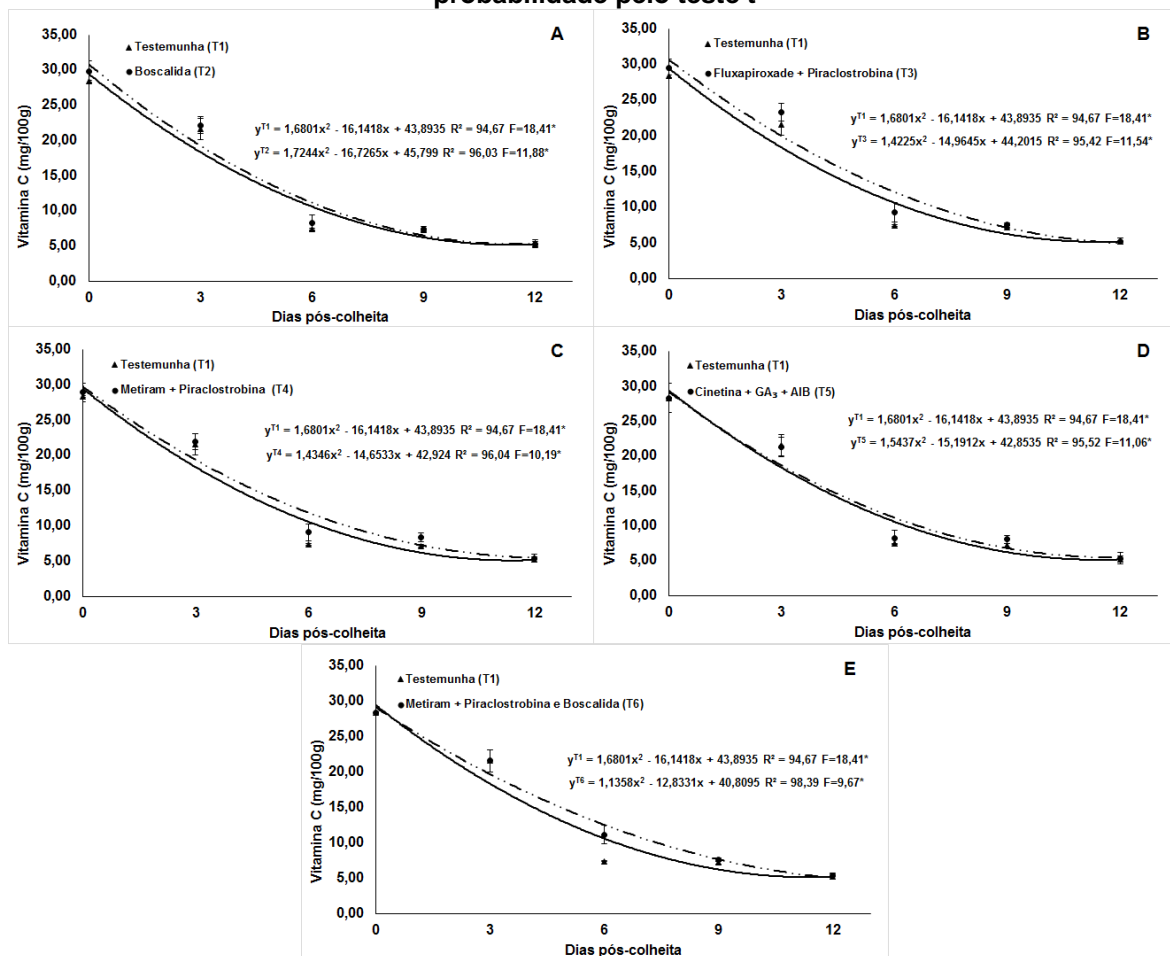 probabilidade pelo teste t
A
Testemunha (T1)
Boscalida (T2)
yT1 = 1,6801x² - 16,1418x + 43,8935 R² = 94,67 F=18,41*
yT2 = 1,7244x² - 16,7265x + 45,799 R² = 96,03 F=11,88*
Vitamina C (mg/100g)
35,00
30,00
25,00
20,00
15,00
10,00
5,00
0,00
0 3 6 9 12
Dias pós-colheita
B
Testemunha (T1)
Fluxapiroxade + Piraclostrobina (T3)
yT1 = 1,6801x² - 16,1418x + 43,8935 R² = 94,67 F=18,41*
yT3 = 1,4225x² - 14,9645x + 44,2015 R² = 95,42 F=11,54*
Vitamina C (mg/100g)
35,00
30,00
25,00
20,00
15,00
10,00
5,00
0,00
0 3 6 9 12
Dias pós-colheita
C
Testemunha (T1)
Metiram + Piraclostrobina (T4)
yT1 = 1,6801x² - 16,1418x + 43,8935 R² = 94,67 F=18,41*
yT4 = 1,4346x² - 14,6533x + 42,924 R² = 96,04 F=10,19*
Vitamina C (mg/100g)
35,00
30,00
25,00
20,00
15,00
10,00
5,00
0,00
0 3 6 9 12
Dias pós-colheita
D
Testemunha (T1)
Cinetina + GA₃ + AIB (T5)
yT1 = 1,6801x² - 16,1418x + 43,8935 R² = 94,67 F=18,41*
yT5 = 1,5437x² - 15,1912x + 42,8535 R² = 95,52 F=11,06*
Vitamina C (mg/100g)
35,00
30,00
25,00
20,00
15,00
10,00
5,00
0,00
0 3 6 9 12
Dias pós-colheita
E
Testemunha (T1)
Metiram + Piraclostrobina e Boscalida (T6)
yT1 = 1,6801x² - 16,1418x + 43,8935 R² = 94,67 F=18,41*
yT6 = 1,1358x² - 12,8331x + 40,8095 R² = 98,39 F=9,67*
Vitamina C (mg/100g)
35,00
30,00
25,00
20,00
15,00
10,00
5,00
0,00
0 3 6 9 12
Dias pós-colheita